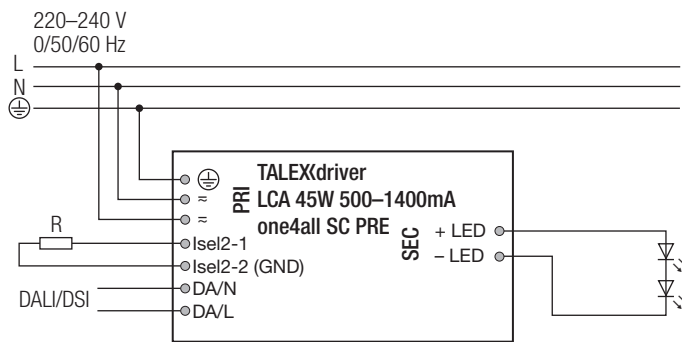 220–240 V
0/50/60 Hz
L
N
TALEXXdriver
LCA 45W 500–1400mA
one4all SC PRE
PRI
SEC
≂
≂
R
Isel2-1
Isel2-2 (GND)
DALI/DSI
DA/N
DA/L
+ LED
– LED